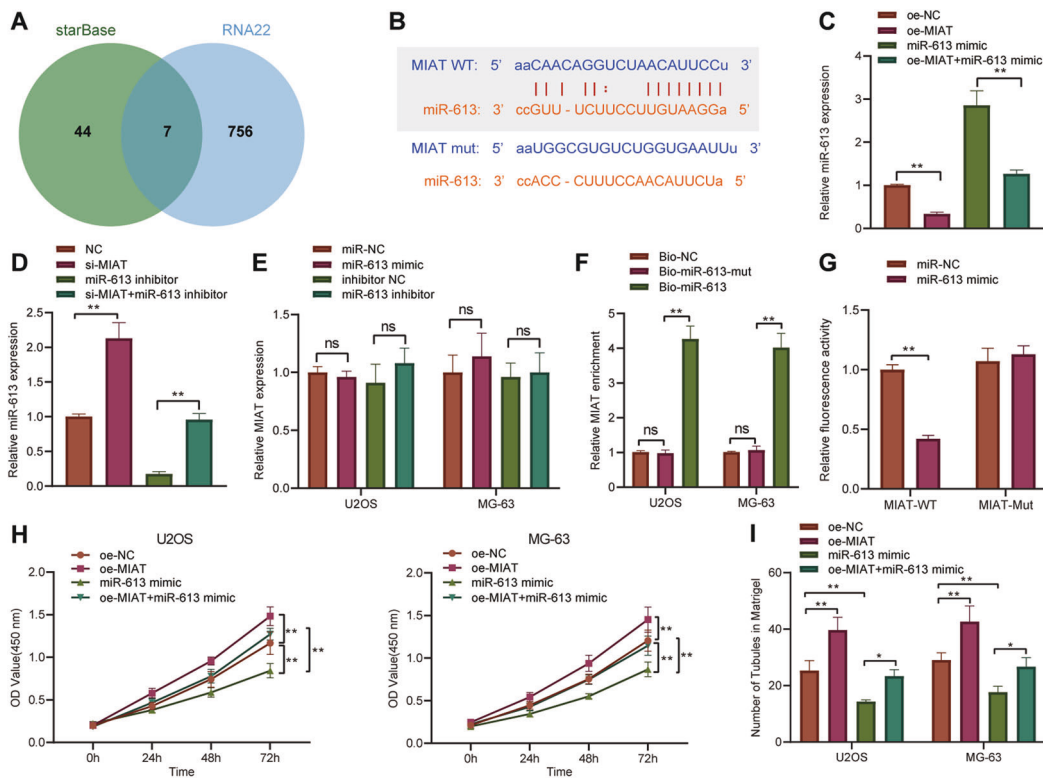 A
starBase
RNA22
44
7
756
B
MIAT WT: 5’ aaCAACAGGUCUAACAUUCCu 3’
miR-613: 3’ ccGUU - UCUUCCUUGUAAGGa 5’
MIAT mut: 5’ aaUGGCGUGUCUGGUGAAUUu 3’
miR-613: 3’ ccACC - CUUUCCAACAUUCUa 5’
C
oe-NC
oe-MIAT
miR-613 mimic
oe-MIAT+miR-613 mimic
Relative miR-613 expression
4
3
2
1
0
**
**
D
NC
si-MIAT
miR-613 inhibitor
si-MIAT+miR-613 inhibitor
Relative miR-613 expression
2.5
2.0
1.5
1.0
0.5
0.0
**
**
E
miR-NC
miR-613 mimic
inhibitor NC
miR-613 inhibitor
Relative MIAT expression
1.5
1.0
0.5
0.0
ns
ns
ns
ns
U2OS
MG-63
F
Bio-NC
Bio-miR-613-mut
Bio-miR-613
Relative MIAT enrichment
5
4
3
2
1
0
**
**
ns
ns
U2OS
MG-63
G
miR-NC
miR-613 mimic
Relative fluorescence activity
1.5
1.0
0.5
0.0
**
MIAT-WT
MIAT-Mut
H
U2OS
oe-NC
oe-MIAT
miR-613 mimic
oe-MIAT+miR-613 mimic
OD Value(450 nm)
2.0
1.5
1.0
0.5
0.0
**
**
**
0h
24h
48h
72h
Time
MG-63
oe-NC
oe-MIAT
miR-613 mimic
oe-MIAT+miR-613 mimic
OD Value(450 nm)
2.0
1.5
1.0
0.5
0.0
**
**
**
0h
24h
48h
72h
Time
I
oe-NC
oe-MIAT
miR-613 mimic
oe-MIAT+miR-613 mimic
Number of Tubules in Matrigel
60
40
20
0
**
**
*
**
**
*
U2OS
MG-63